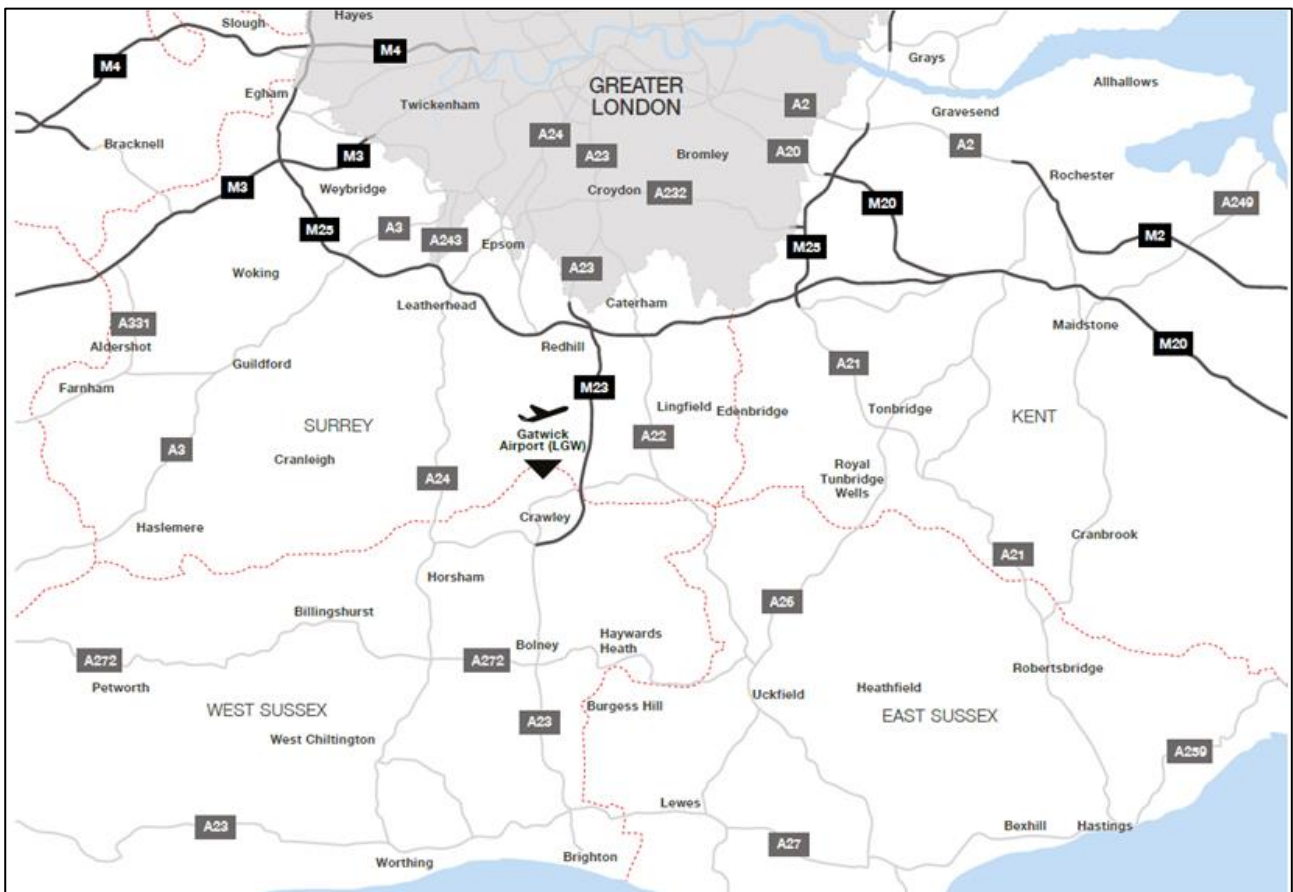 Slough
Hayes
M4
M4
GREATER
LONDON
Grays
Allhallows
Egham
Twickenham
A2
Gravesend
Bracknell
A24
A23
Bromley
A20
A2
M3
M3
Weybridge
Croydon
A232
Rochester
M20
A249
M25
A3
A243
Epsom
M25
M2
Woking
A23
Leatherhead
Caterham
A331
Aldershot
Redhill
Maidstone
M20
Guildford
A21
Farnham
M23
Lingfield
Edenbridge
Tonbridge
KENT
SURREY
Gatwick
Airport (LGW)
A22
A3
Cranleigh
A24
Royal
Tunbridge
Wells
Haslemere
Crawley
Cranbrook
A21
Horsham
Billingshurst
A26
Bolney
Haywards
Heath
A272
A272
Robertsbridge
Petworth
Uckfield
Heathfield
WEST SUSSEX
Burgess Hill
EAST SUSSEX
A23
West Chiltington
A259
Lewes
A23
A27
Bexhill
Hastings
Worthing
Brighton